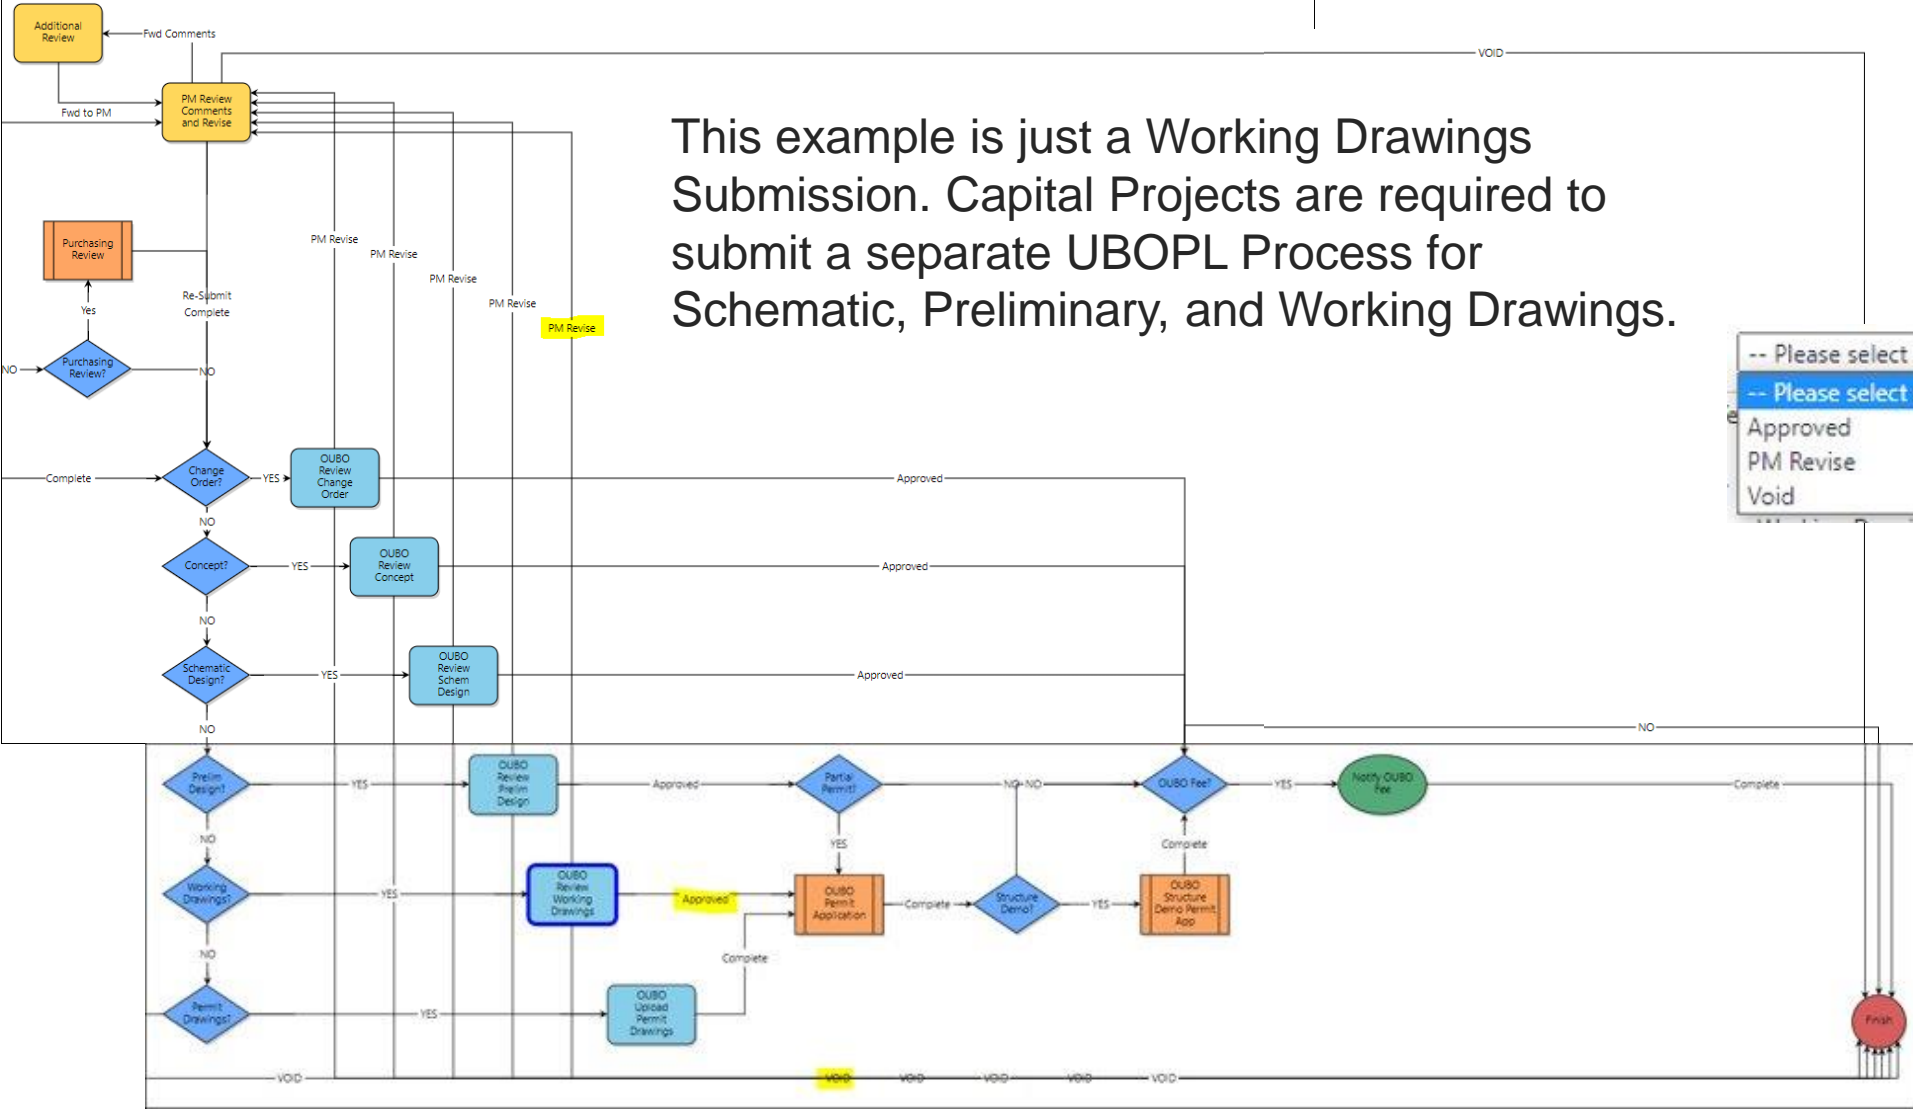 Additional
Review
Fwd Comments
VOID
PM Review
Comments
and Revise
Fwd to PM
This example is just a Working Drawings
Submission. Capital Projects are required to
submit a separate UBOPL Process for
Schematic, Preliminary, and Working Drawings.
Purchasing
Review
PM Revise
PM Revise
PM Revise
PM Revise
PM Revise
Re-Submit
Complete
Yes
NO
Purchasing
Review?
NO
-- Please select
-- Please select
Approved
PM Revise
Void
Complete
Change
Order?
YES
OUBO
Review
Change
Order
Approved
NO
Concept?
YES
OUBO
Review
Concept
Approved
NO
Schematic
Design?
YES
OUBO
Review
Schem
Design
Approved
NO
NO
Prelim
Design?
YES
OUBO
Review
Prelim
Design
Approved
Partial
Permit?
NO
NO
OUBO Fee?
YES
Notify OUBO
Fee
Complete
NO
YES
Complete
Working
Drawings?
YES
OUBO
Review
Working
Drawings
Approved
OUBO
Permit
Application
Complete
Structure
Demo?
YES
OUBO
Structure
Demo Permit
App
NO
Complete
Permit
Drawings?
YES
OUBO
Upload
Permit
Drawings
Finish
VOID
VOID
VOID
VOID
VOID
VOID